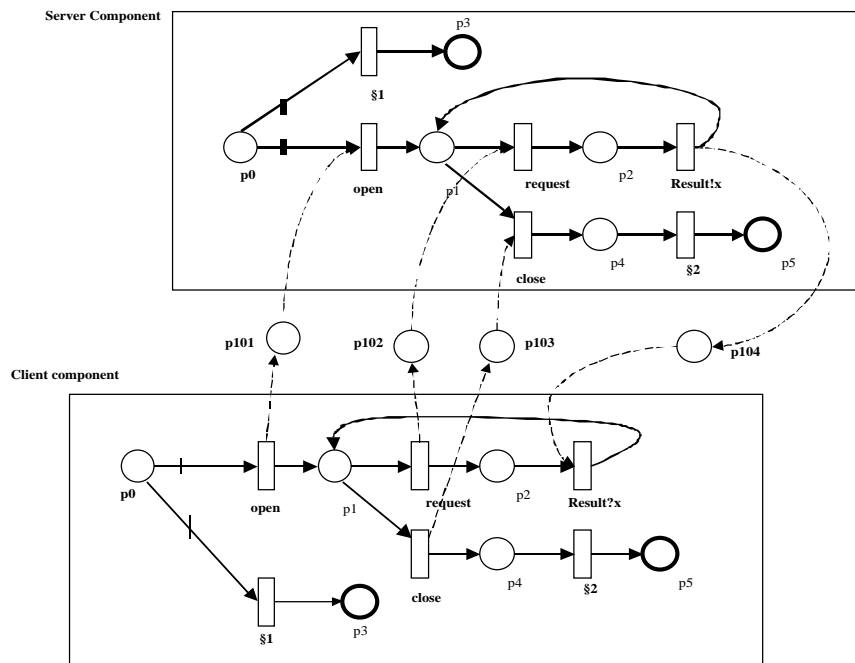 Server Component
p3
§1
p0
open
p1
request
p2
Result!x
close
p4
§2
p5
p101
p102
p103
p104
Client component
p0
open
p1
request
p2
Result?x
close
p4
§2
p5
§1
p3